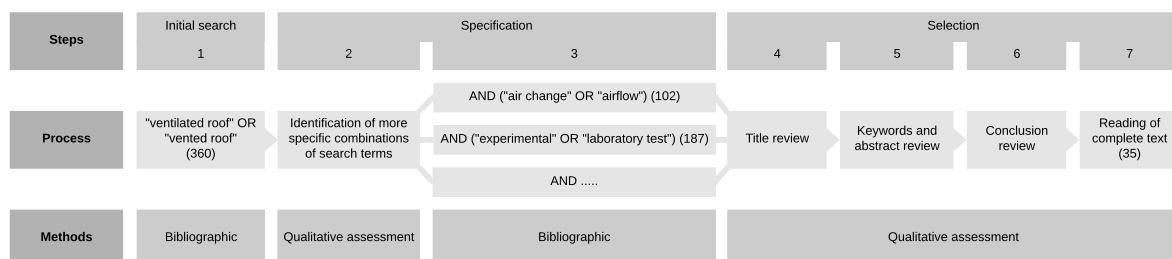 Steps
Initial search
Specification
Selection
1
2
3
4
5
6
7
Process
"ventilated roof" OR
"vented roof"
(360)
Identification of more
specific combinations
of search terms
AND ("air change" OR "airflow") (102)
AND ("experimental" OR "laboratory test") (187)
AND .....
Title review
Keywords and
abstract review
Conclusion
review
Reading of
complete text
(35)
Methods
Bibliographic
Qualitative assessment
Bibliographic
Qualitative assessment